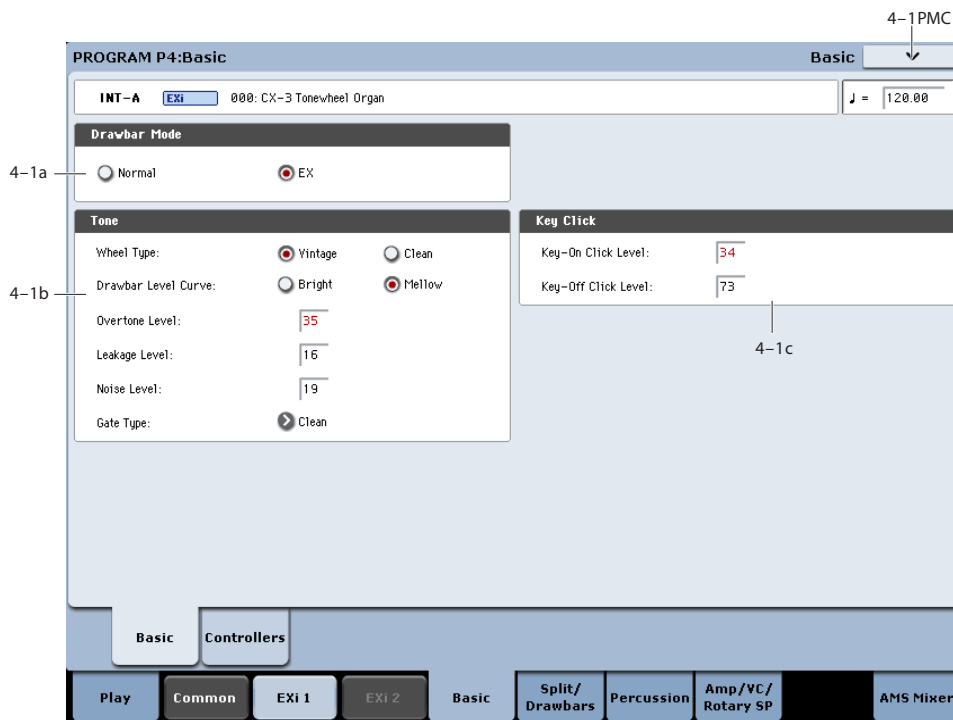 4–1PMC
PROGRAM P4:Basic
Basic
INT-A EXi 000: CX-3 Tonewheel Organ
♩ = 120.00
Drawbar Mode
4–1a
Normal EX
Tone
Wheel Type: Vintage Clean
4–1b
Drawbar Level Curve: Bright Mellow
Overtone Level: 35
Leakage Level: 16
Noise Level: 19
Gate Type: Clean
Key Click
Key-On Click Level: 34
Key-Off Click Level: 73
4–1c
Basic Controllers
Play Common EXi 1 EXi 2 Basic Split/
Drawbars Percussion Amp/VC/
Rotary SP AMS Mixer